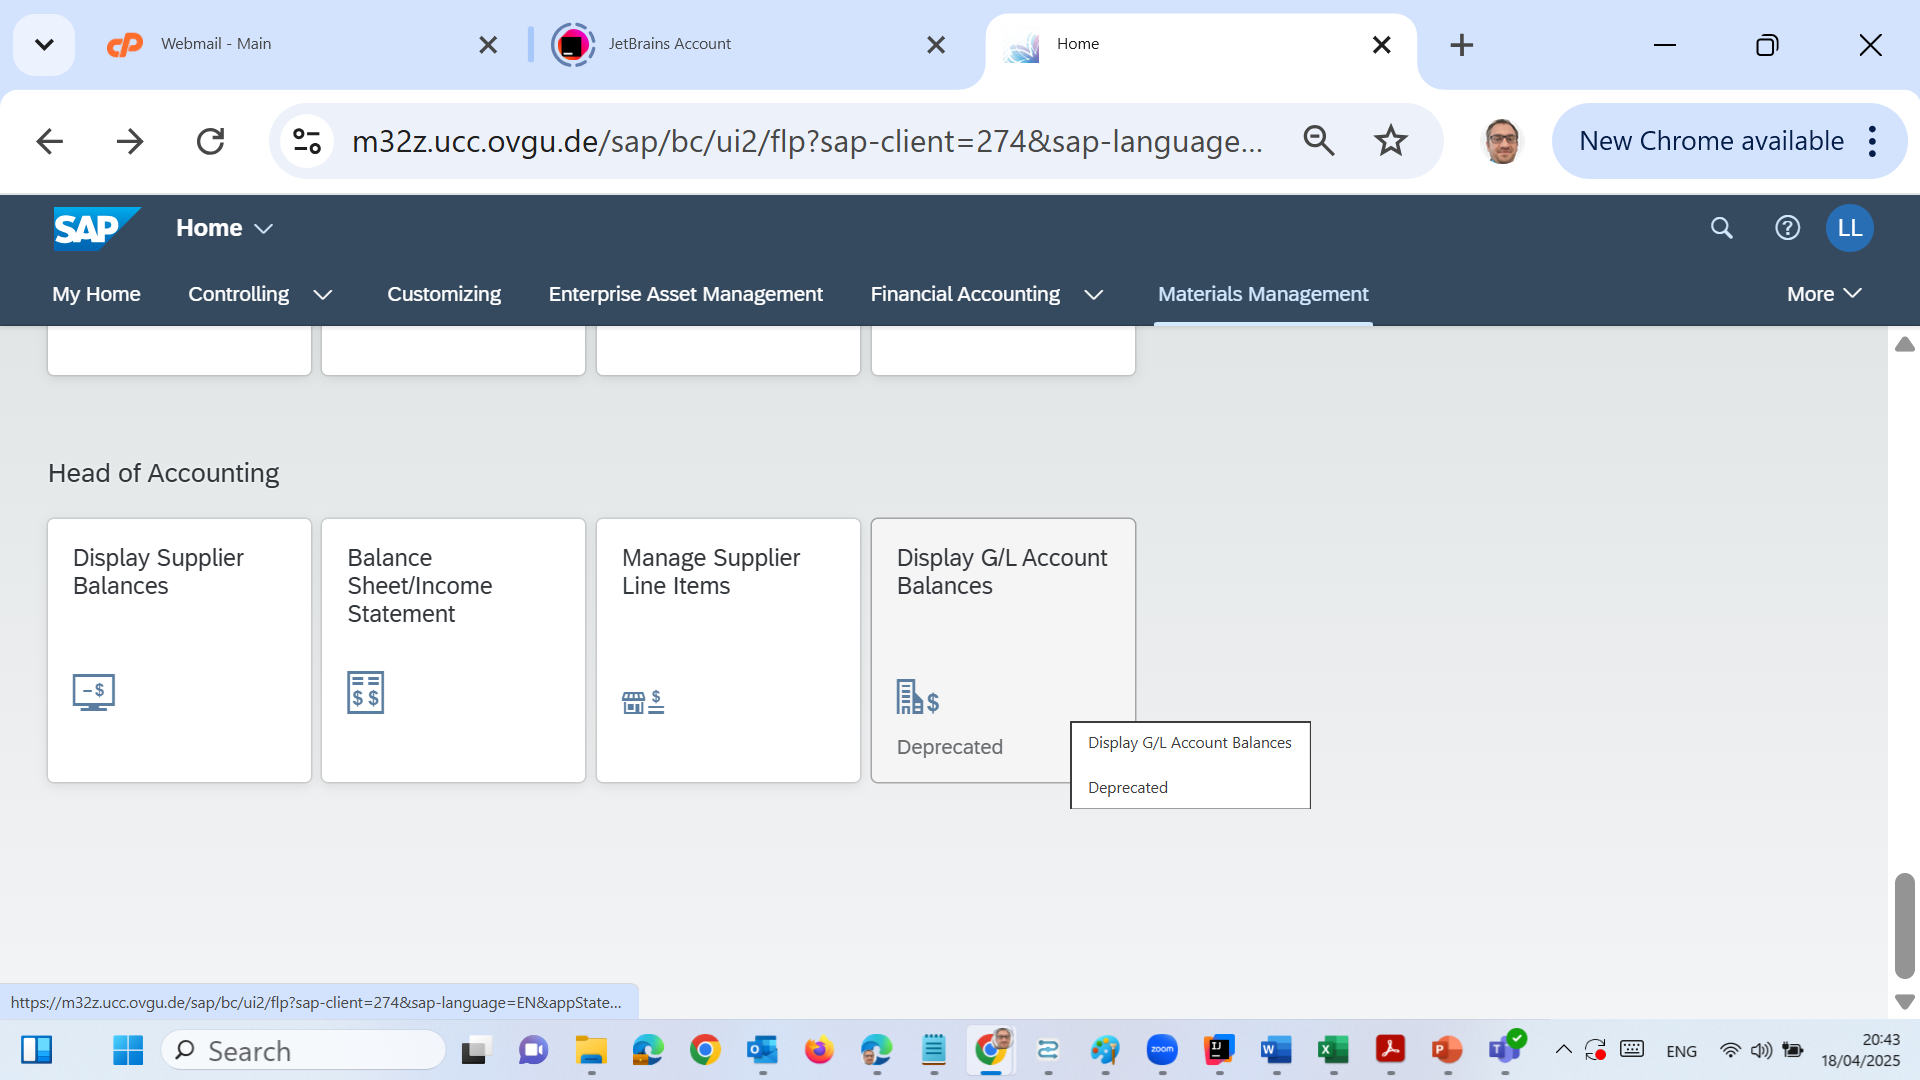 Webmail - Main
JetBrains Account
Home
m32z.ucc.ovgu.de/sap/bc/ui2/flp?sap-client=274&sap-language...
New Chrome available
SAP
Home
LL
My Home
Controlling
Customizing
Enterprise Asset Management
Financial Accounting
Materials Management
More
Head of Accounting
Display Supplier
Balances
Balance
Sheet/Income
Statement
Manage Supplier
Line Items
Display G/L Account
Balances
Deprecated
Display G/L Account Balances
Deprecated
https://m32z.ucc.ovgu.de/sap/bc/ui2/flp?sap-client=274&sap-language=EN&appState...
Search
zoom
ENG
20:43
18/04/2025